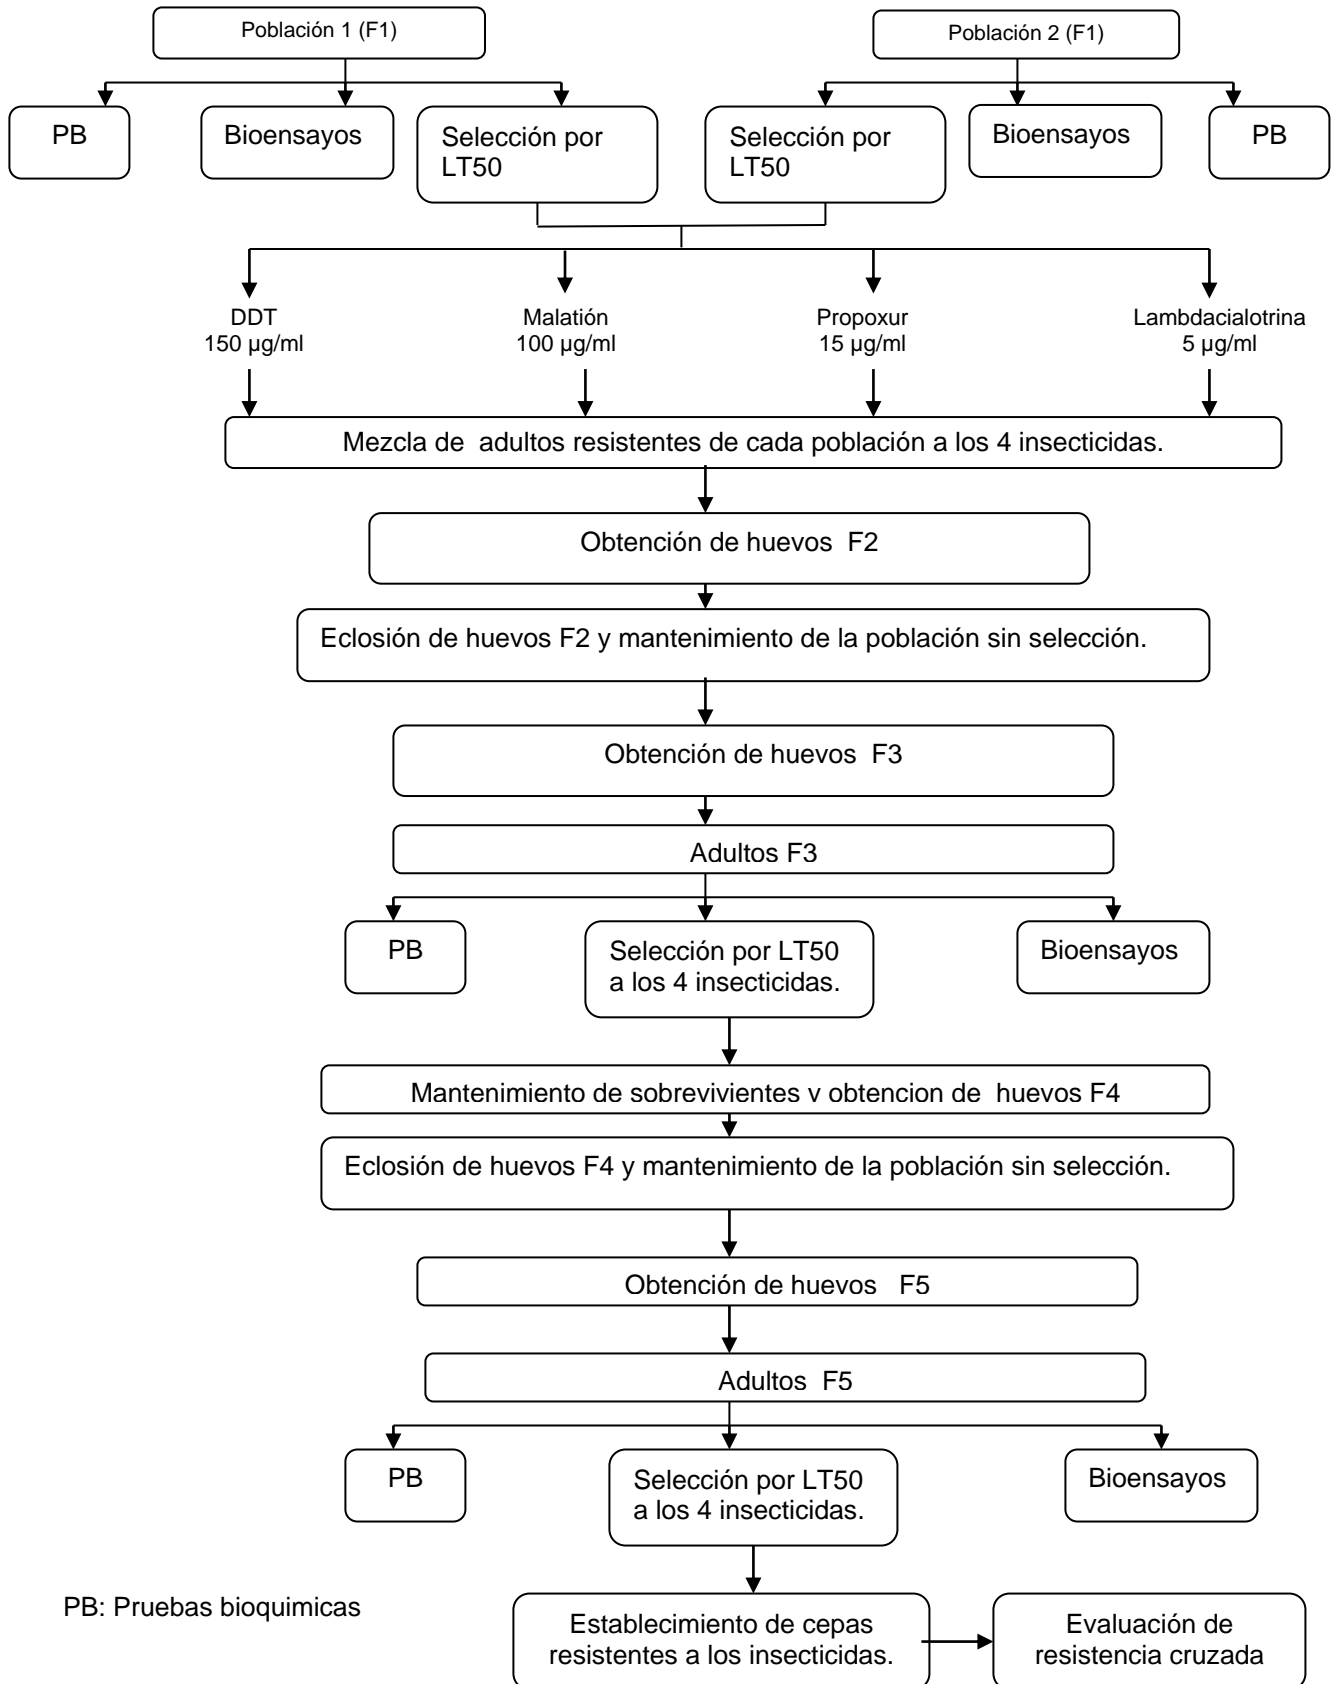 Población 1 (F1)
Población 2 (F1)
PB
Bioensayos
Selección por
LT50
Selección por
LT50
Bioensayos
PB
DDT
150 µg/ml
Malatión
100 µg/ml
Propoxur
15 µg/ml
Lambdacialotrina
5 µg/ml
Mezcla de adultos resistentes de cada población a los 4 insecticidas.
Obtención de huevos F2
Eclosión de huevos F2 y mantenimiento de la población sin selección.
Obtención de huevos F3
Adultos F3
PB
Selección por LT50
a los 4 insecticidas.
Bioensayos
Mantenimiento de sobrevivientes y obtencion de huevos F4
Eclosión de huevos F4 y mantenimiento de la población sin selección.
Obtención de huevos F5
Adultos F5
PB
Selección por LT50
a los 4 insecticidas.
Bioensayos
PB: Pruebas bioquimicas
Establecimiento de cepas
resistentes a los insecticidas.
Evaluación de
resistencia cruzada